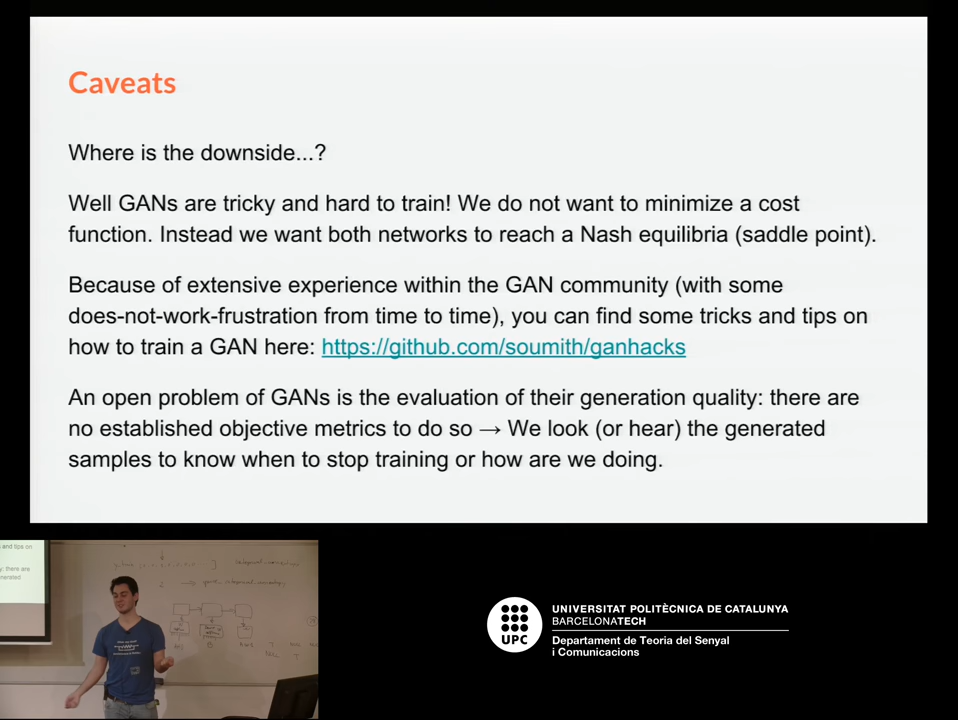 Caveats
Where is the downside...?
Well GANs are tricky and hard to train! We do not want to minimize a cost
function. Instead we want both networks to reach a Nash equilibria (saddle point).
Because of extensive experience within the GAN community (with some
does-not-work-frustration from time to time), you can find some tricks and tips on
how to train a GAN here: https://github.com/soumith/ganhacks
An open problem of GANs is the evaluation of their generation quality: there are
no established objective metrics to do so → We look (or hear) the generated
samples to know when to stop training or how are we doing.
s and tips on
y: there are
enerated
UPC
UNIVERSITAT POLITÈCNICA DE CATALUNYA
BARCELONATECH
Departament de Teoria del Senyal
i Comunicacions